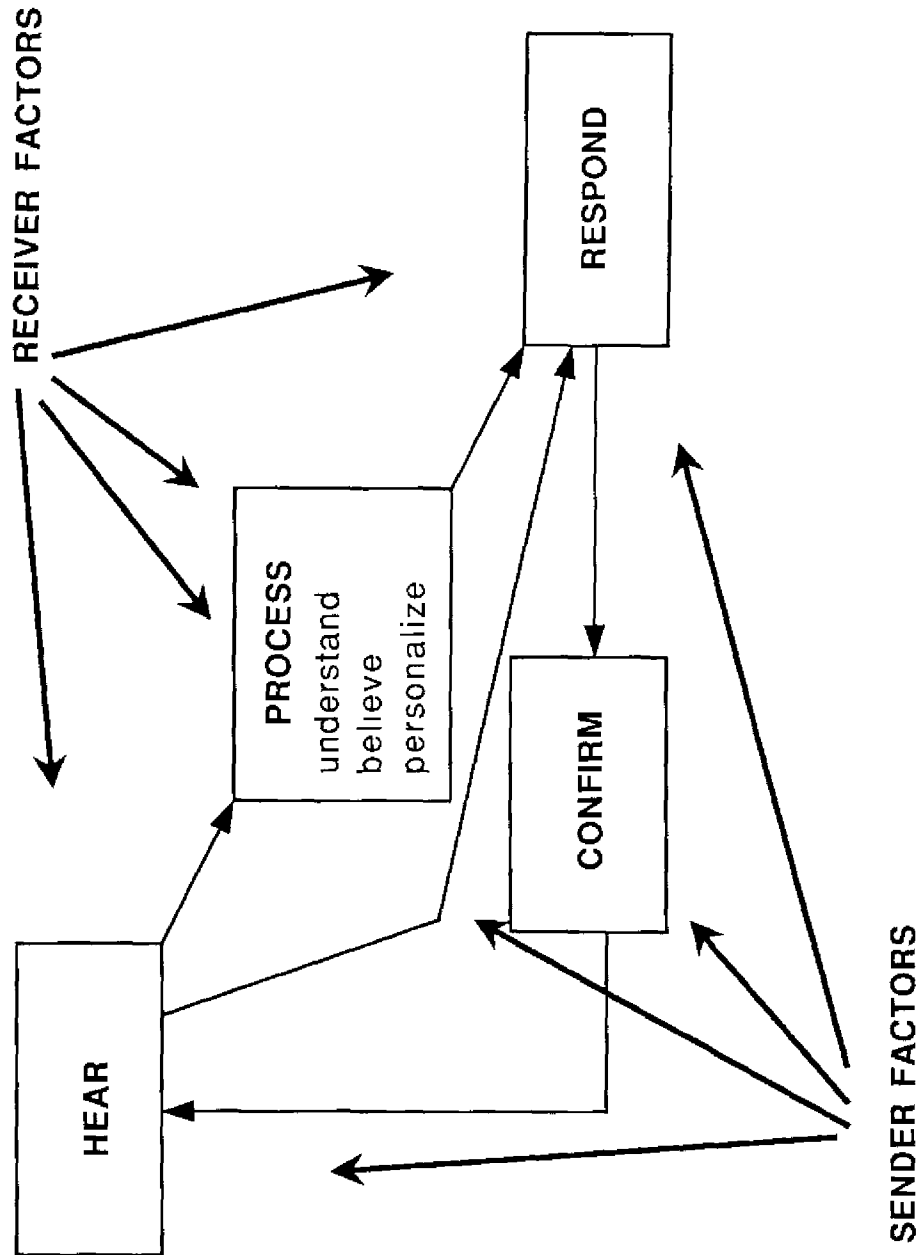 RECEIVER FACTORS
HEAR
PROCESS
understand
believe
personalize
RESPOND
CONFIRM
SENDER FACTORS